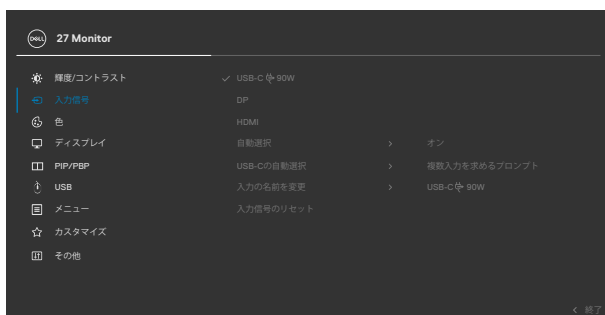 DELL 27 Monitor
輝度/コントラスト USB-C 90W
入力信号 DP
色 HDMI
ディスプレイ 自動選択 オン
PIP/PBP USB-Cの自動選択 複数入力を求めるプロンプト
USB 入力の名前を変更 USB-C 90W
メニュー 入力信号のリセット
カスタマイズ
その他
終了